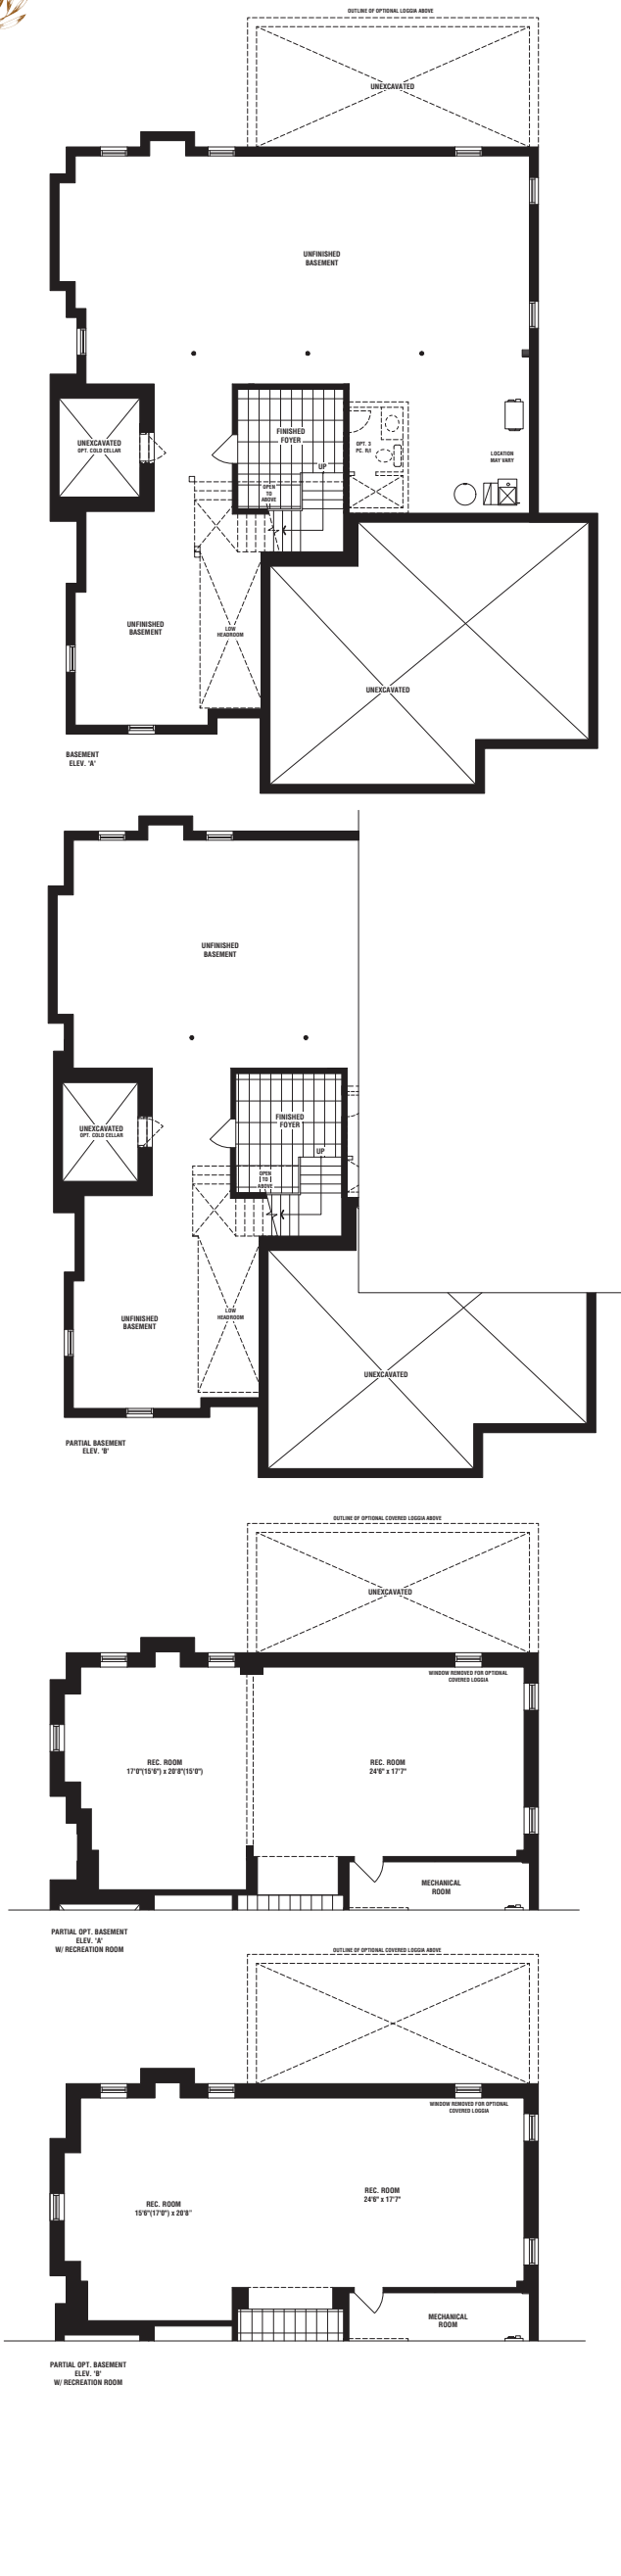 OUTLINE OF OPTIONAL LOGGIA ABOVE
UNEXCAVATED
UNFINISHED
BASEMENT
UNEXCAVATED
OPT. COLD CELLAR
FINISHED
FOYER
OPT. 3
PC. R/I
UP
LOCATION
MAY VARY
OPEN
TO
ABOVE
UNFINISHED
BASEMENT
LOW
HEADROOM
UNEXCAVATED
BASEMENT
ELEV. 'A'
UNFINISHED
BASEMENT
UNEXCAVATED
OPT. COLD CELLAR
FINISHED
FOYER
UP
OPEN
TO
ABOVE
UNFINISHED
BASEMENT
LOW
HEADROOM
UNEXCAVATED
PARTIAL BASEMENT
ELEV. 'B'
OUTLINE OF OPTIONAL COVERED LOGGIA ABOVE
UNEXCAVATED
WINDOW REMOVED FOR OPTIONAL
COVERED LOGGIA
REC. ROOM
17'0"(15'6") x 20'8"(15'0")
REC. ROOM
24'6" x 17'7"
MECHANICAL
ROOM
PARTIAL OPT. BASEMENT
ELEV. 'A'
W/ RECREATION ROOM
OUTLINE OF OPTIONAL COVERED LOGGIA ABOVE
WINDOW REMOVED FOR OPTIONAL
COVERED LOGGIA
REC. ROOM
15'6"(17'0") x 20'8"
REC. ROOM
24'6" x 17'7"
MECHANICAL
ROOM
PARTIAL OPT. BASEMENT
ELEV. 'B'
W/ RECREATION ROOM